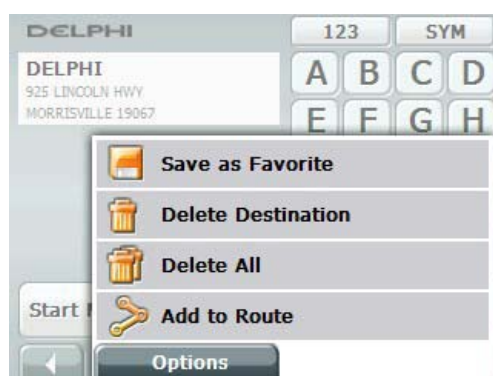 DELPHI
123 SYM
DELPHI
925 LINCOLN HWY
MORRISVILLE 19067
A B C D
E F G H
Save as Favorite
Delete Destination
Delete All
Start
Add to Route
Options